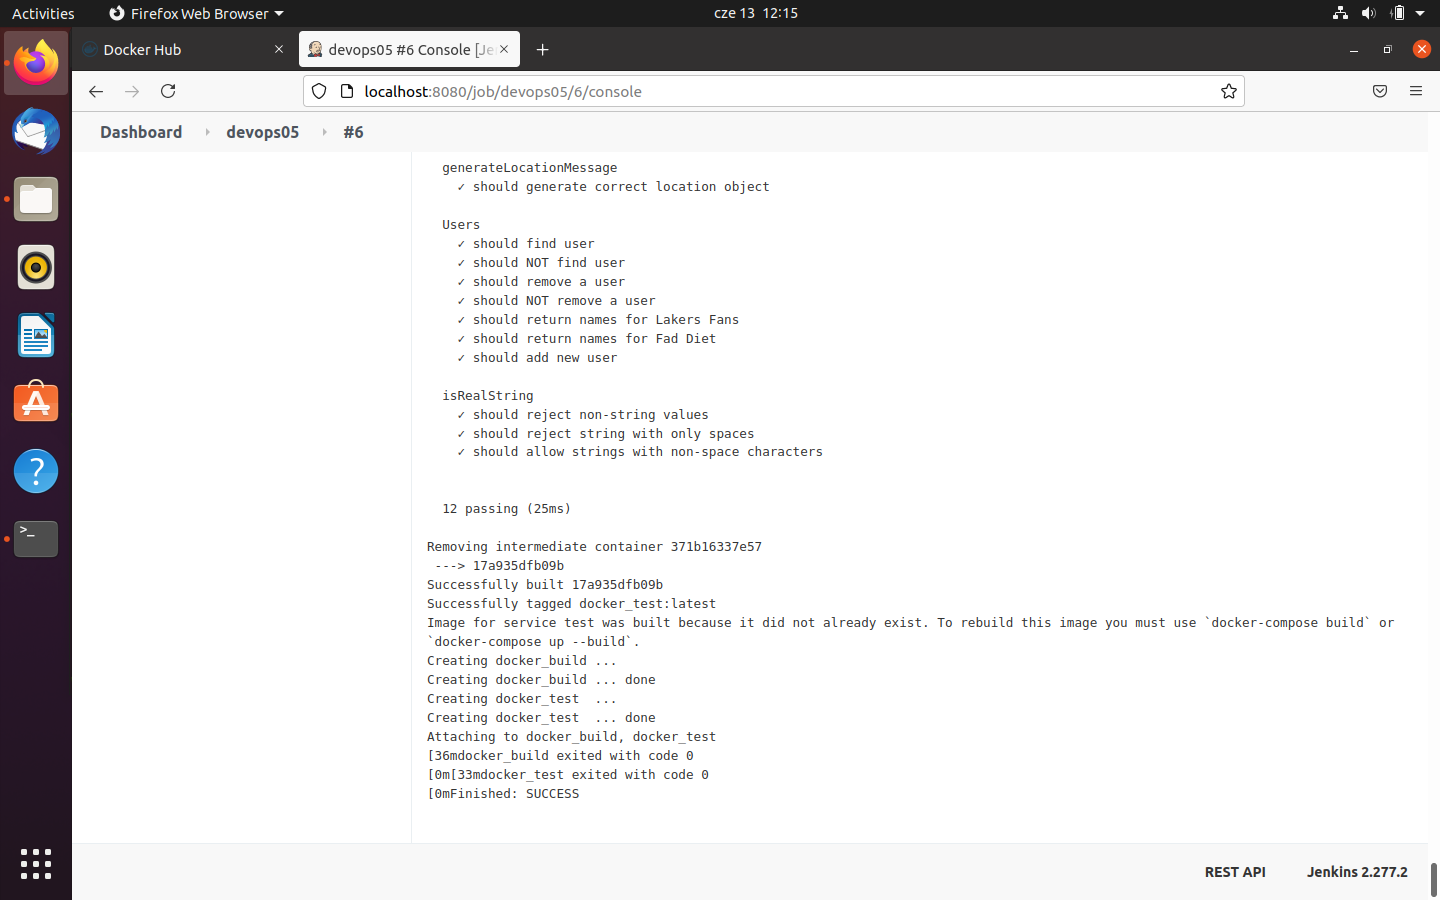 Activities
Firefox Web Browser
cze 13 12:15
Docker Hub
devops05 #6 Console [Je
localhost:8080/job/devops05/6/console
Dashboard
devops05
#6
generateLocationMessage
✓ should generate correct location object
Users
✓ should find user
✓ should NOT find user
✓ should remove a user
✓ should NOT remove a user
✓ should return names for Lakers Fans
✓ should return names for Fad Diet
✓ should add new user
isRealString
✓ should reject non-string values
✓ should reject string with only spaces
✓ should allow strings with non-space characters
12 passing (25ms)
Removing intermediate container 371b16337e57
---> 17a935dfb09b
Successfully built 17a935dfb09b
Successfully tagged docker_test:latest
Image for service test was built because it did not already exist. To rebuild this image you must use `docker-compose build` or
`docker-compose up --build`.
Creating docker_build ...
Creating docker_build ... done
Creating docker_test  ...
Creating docker_test  ... done
Attaching to docker_build, docker_test
[36mdocker_build exited with code 0
[0m[33mdocker_test exited with code 0
[0mFinished: SUCCESS
REST API
Jenkins 2.277.2